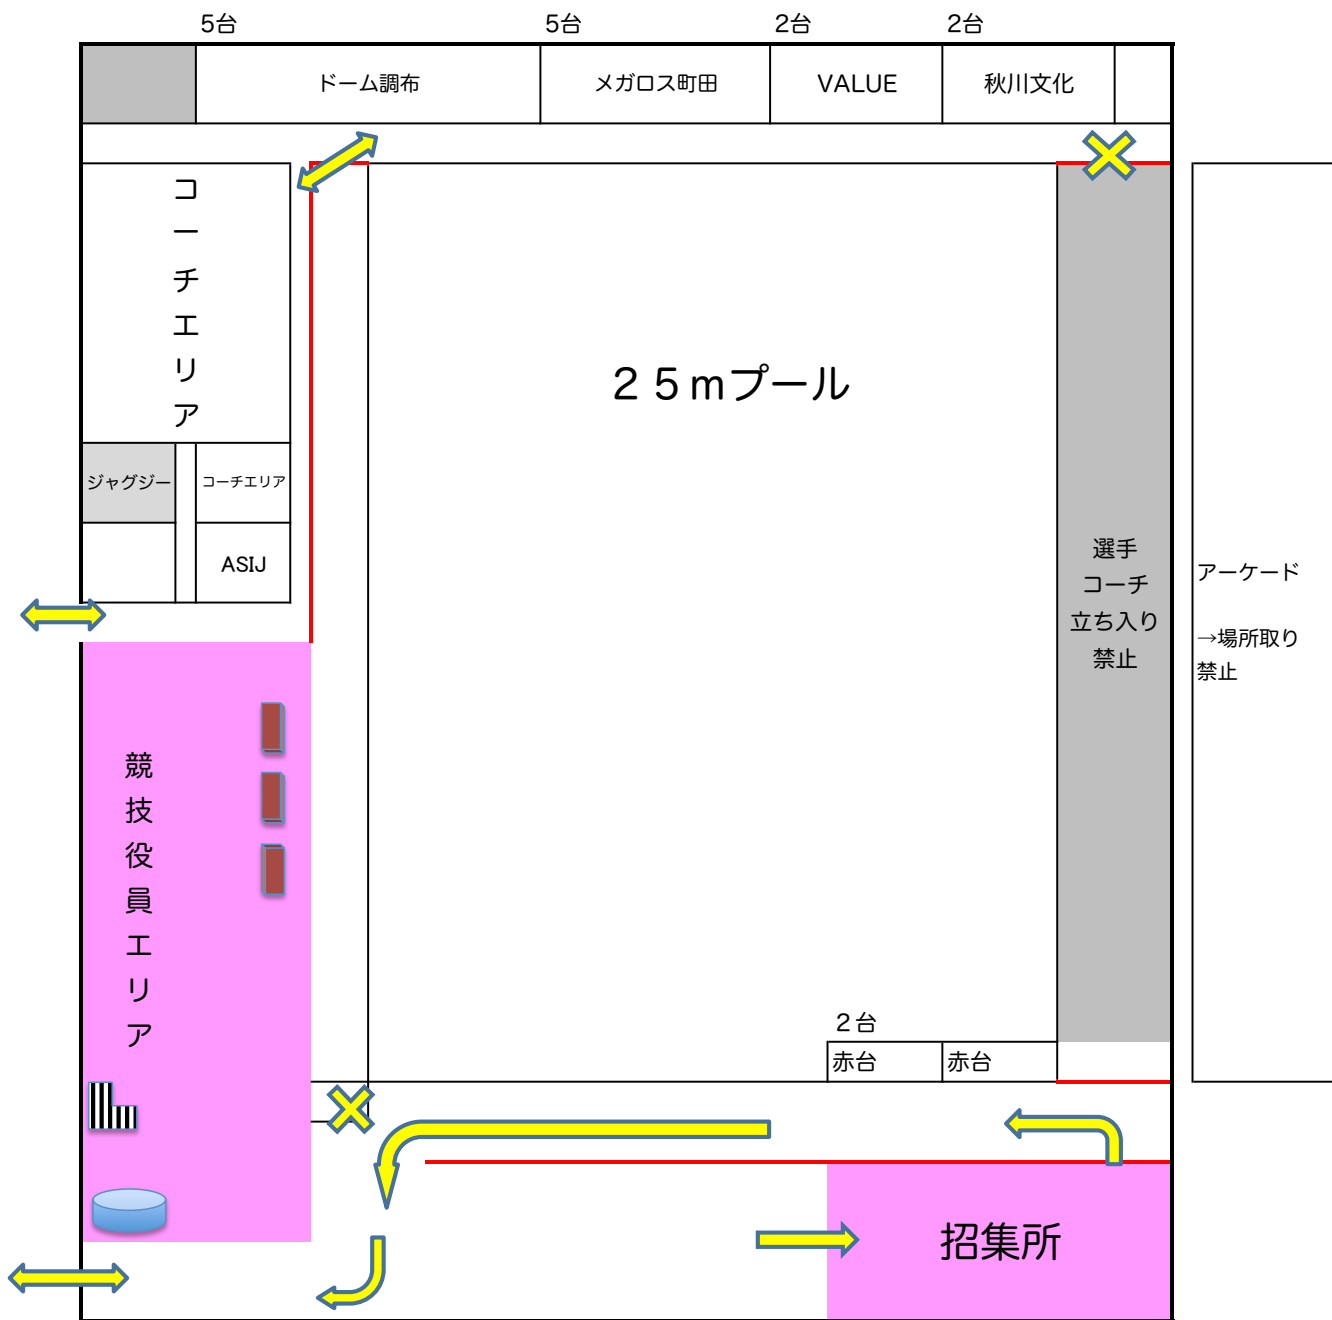 5台
5台
2台
2台
ドーム調布
メガロス町田
VALUE
秋川文化
コーチエリア
２５ｍプール
ジャグジー
コーチエリア
ASIJ
選手
コーチ
立ち入り
禁止
アーケード
→場所取り
禁止
競技役員エリア
２台
赤台
赤台
招集所